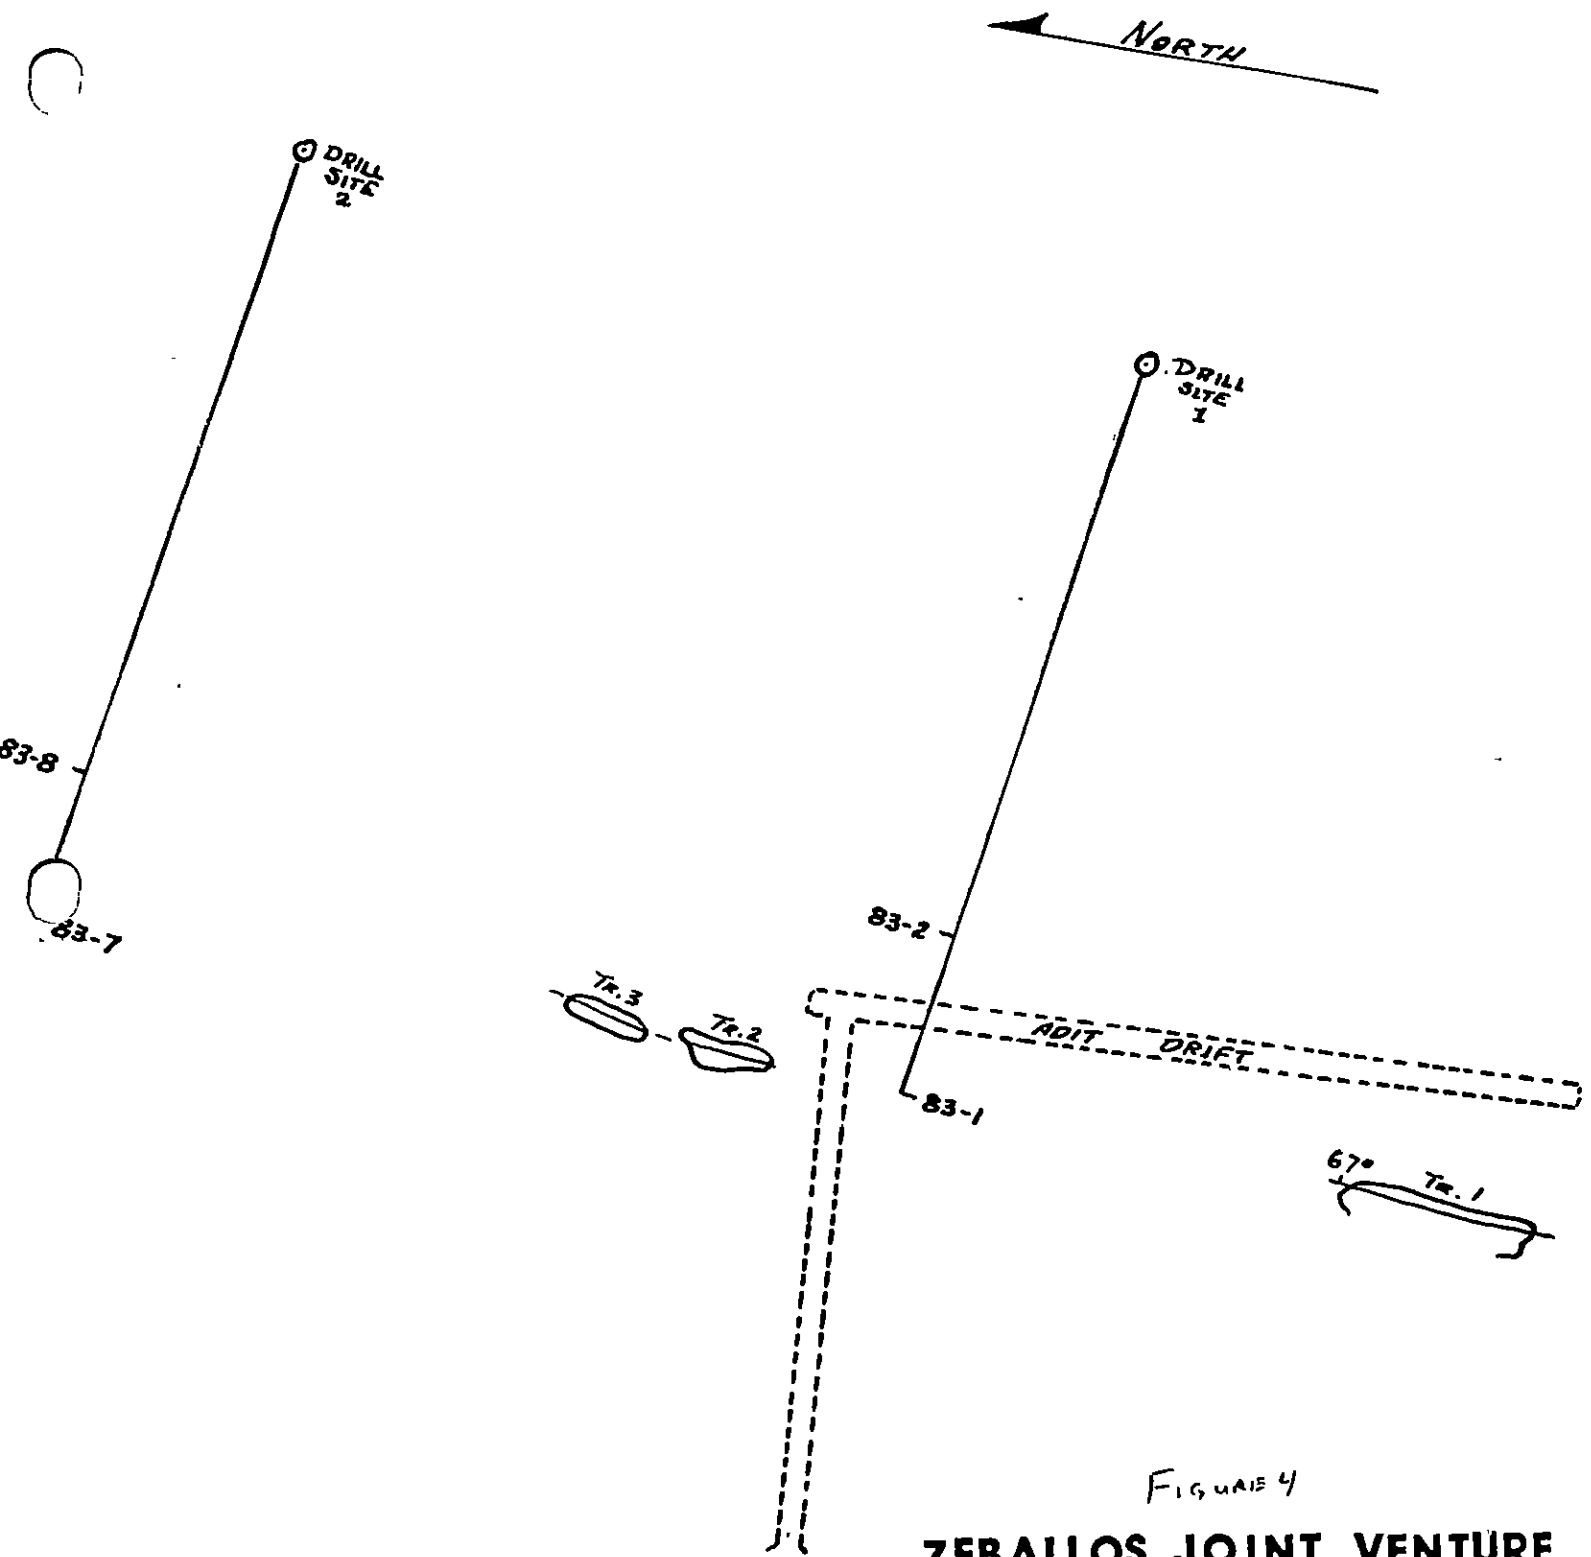 NORTH
DRILL
SITE
2
DRILL
SITE
1
83-8
83-2
83-7
TR.3
TR.2
ADIT DRIFT
83-1
67°
TR. 1
FIGURE 4
ZEBALLOS JOINT VENTURE